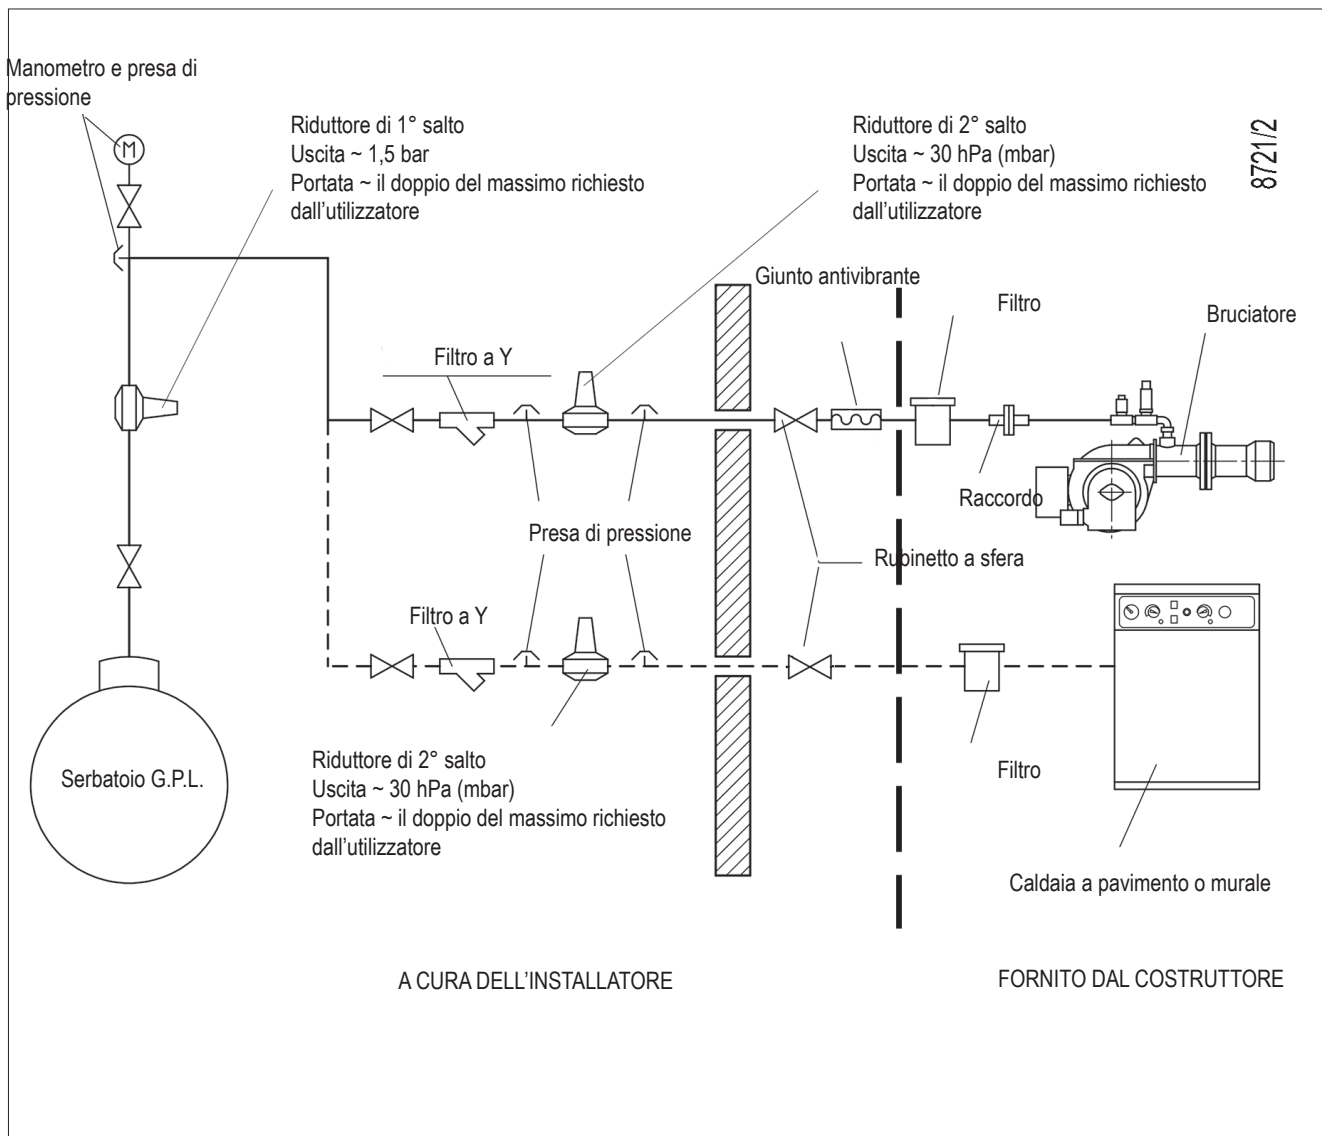 Manometro e presa di
pressione
M
Riduttore di 1° salto
Uscita ~ 1,5 bar
Portata ~ il doppio del massimo richiesto
dall'utilizzatore
Riduttore di 2° salto
Uscita ~ 30 hPa (mbar)
Portata ~ il doppio del massimo richiesto
dall'utilizzatore
8721/2
Giunto antivibrante
Filtro
Bruciatore
Filtro a Y
Raccordo
Presa di pressione
Rubinetto a sfera
Filtro a Y
Serbatoio G.P.L.
Riduttore di 2° salto
Uscita ~ 30 hPa (mbar)
Portata ~ il doppio del massimo richiesto
dall'utilizzatore
Filtro
Caldaia a pavimento o murale
A CURA DELL'INSTALLATORE
FORNITO DAL COSTRUTTORE